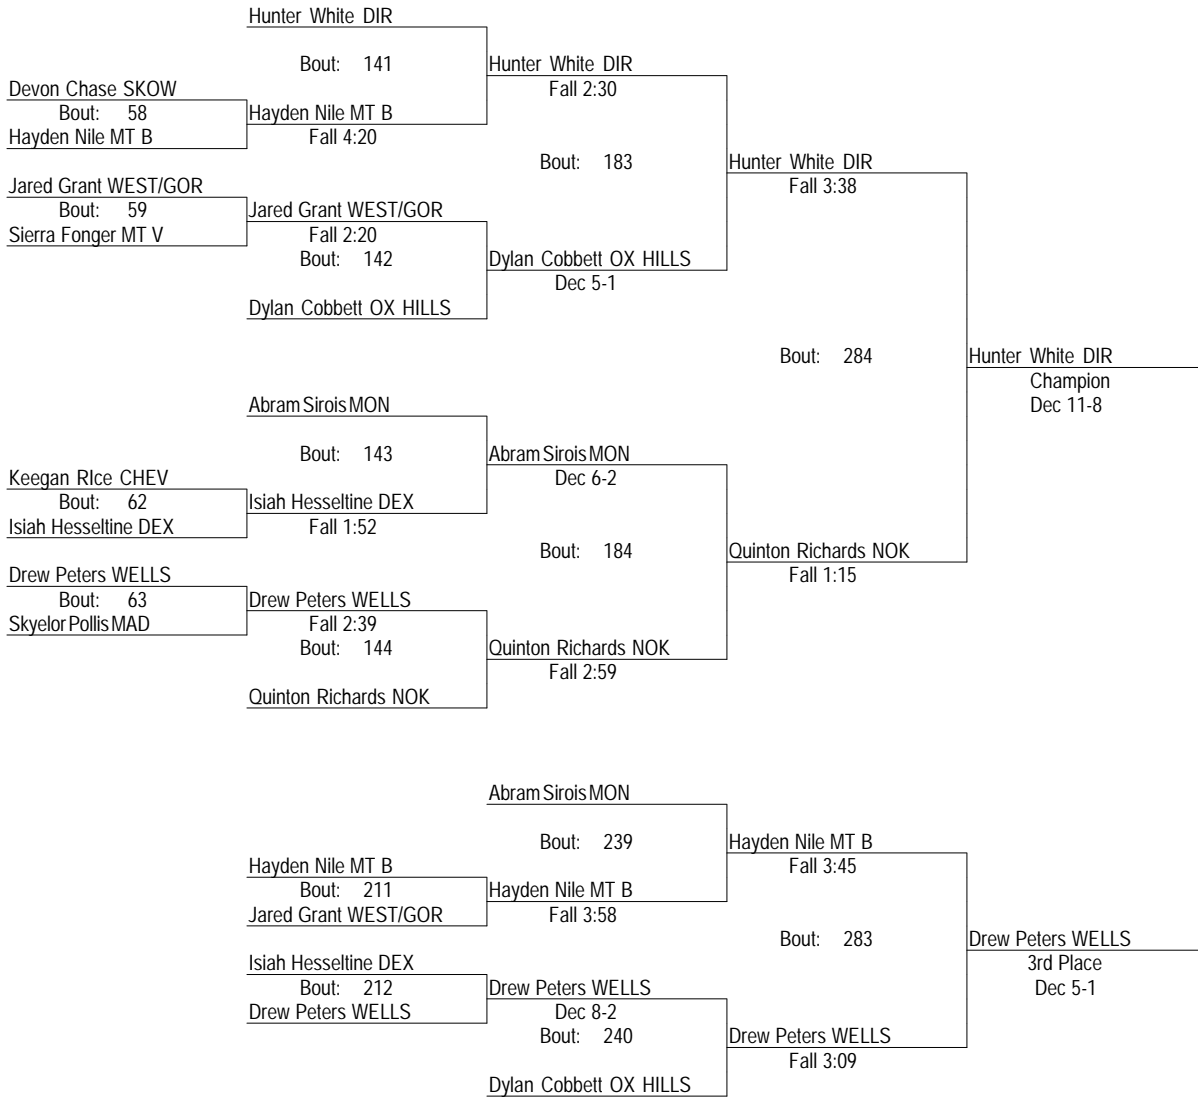 Hunter White DIR
Bout: 141
Hunter White DIR
Fall 2:30
Devon Chase SKOW
Bout: 58
Hayden Nile MT B
Hayden Nile MT B
Fall 4:20
Bout: 183
Hunter White DIR
Fall 3:38
Jared Grant WEST/GOR
Bout: 59
Sierra Fonger MT V
Jared Grant WEST/GOR
Fall 2:20
Bout: 142
Dylan Cobbett OX HILLS
Dec 5-1
Dylan Cobbett OX HILLS
Bout: 284
Hunter White DIR
Champion
Dec 11-8
Abram Sirois MON
Bout: 143
Abram Sirois MON
Dec 6-2
Keegan RIce CHEV
Bout: 62
Isiah Hesseltine DEX
Isiah Hesseltine DEX
Fall 1:52
Bout: 184
Quinton Richards NOK
Fall 1:15
Drew Peters WELLS
Bout: 63
Skyelor Pollis MAD
Drew Peters WELLS
Fall 2:39
Bout: 144
Quinton Richards NOK
Fall 2:59
Quinton Richards NOK
Abram Sirois MON
Bout: 239
Hayden Nile MT B
Fall 3:45
Hayden Nile MT B
Bout: 211
Jared Grant WEST/GOR
Hayden Nile MT B
Fall 3:58
Bout: 283
Drew Peters WELLS
3rd Place
Dec 5-1
Isiah Hesseltine DEX
Bout: 212
Drew Peters WELLS
Drew Peters WELLS
Dec 8-2
Bout: 240
Drew Peters WELLS
Fall 3:09
Dylan Cobbett OX HILLS